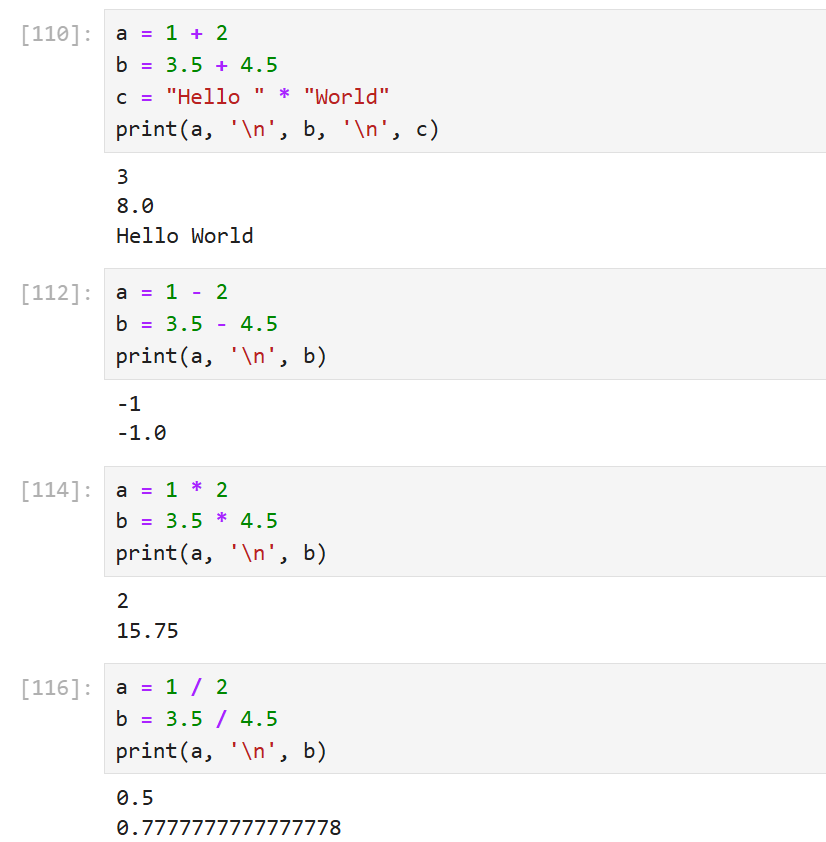 [110]: a = 1 + 2
b = 3.5 + 4.5
c = "Hello " * "World"
print(a, '\n', b, '\n', c)
3
8.0
Hello World
[112]: a = 1 - 2
b = 3.5 - 4.5
print(a, '\n', b)
-1
-1.0
[114]: a = 1 * 2
b = 3.5 * 4.5
print(a, '\n', b)
2
15.75
[116]: a = 1 / 2
b = 3.5 / 4.5
print(a, '\n', b)
0.5
0.7777777777777778